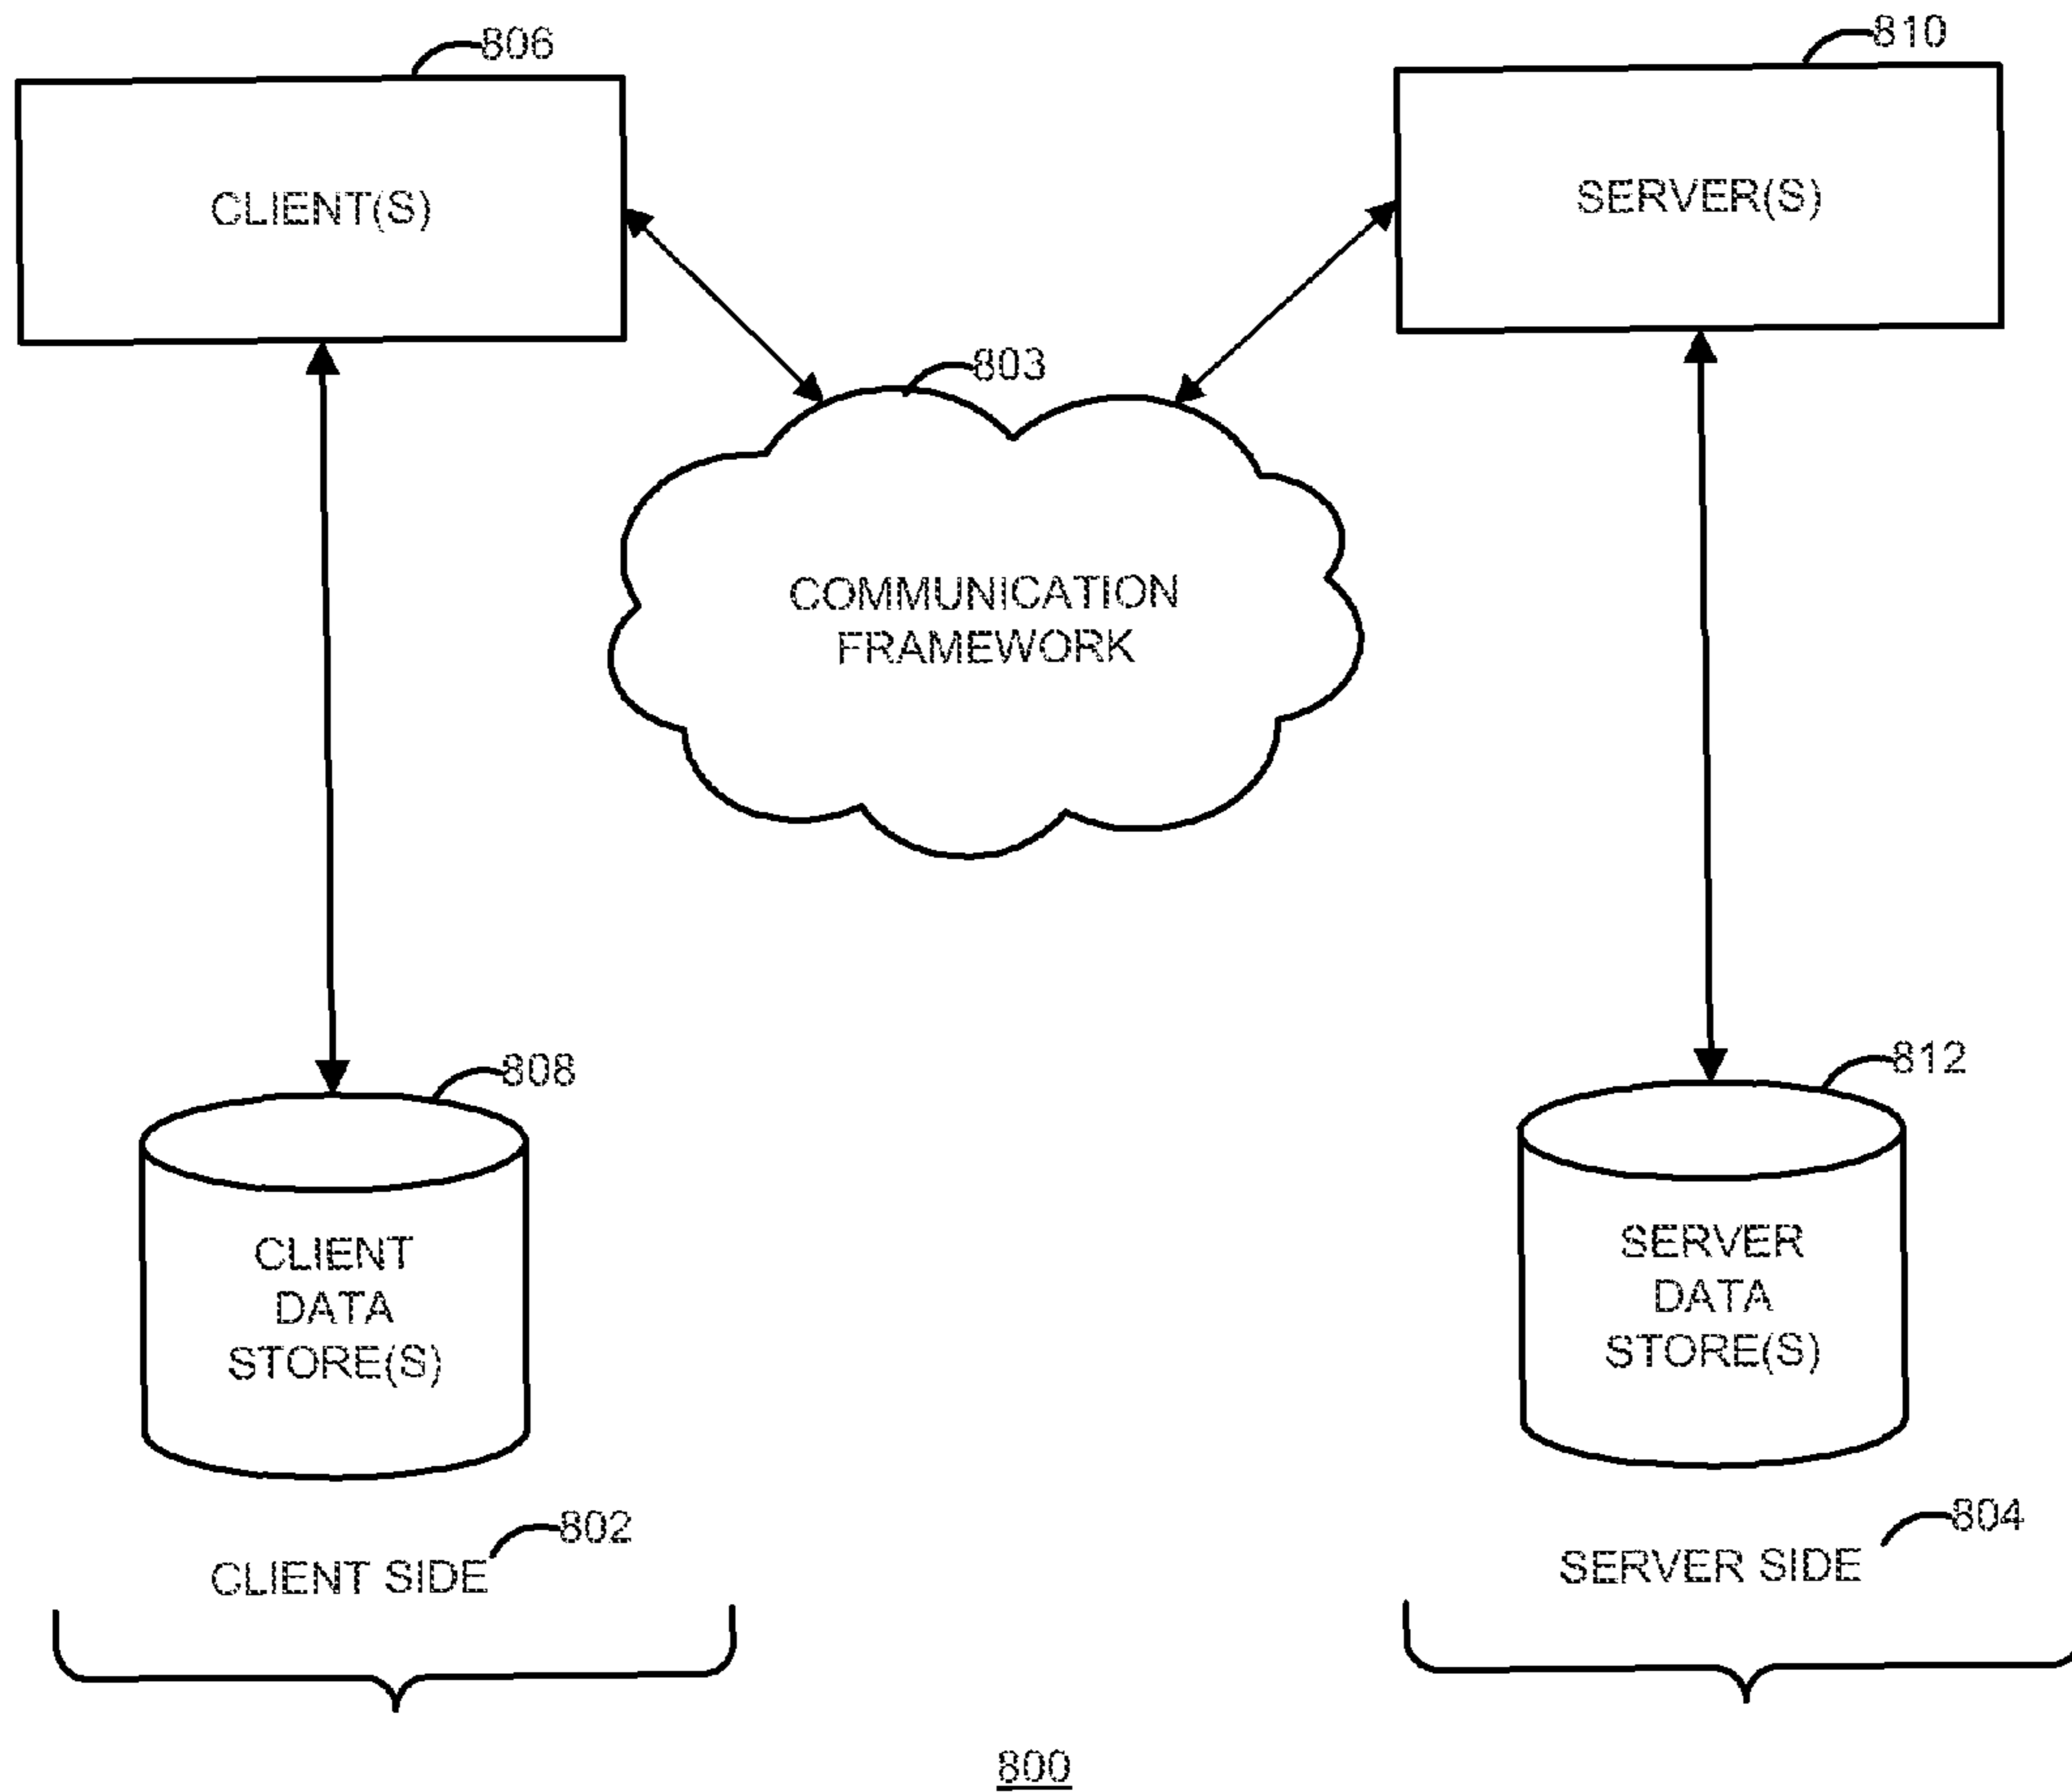 806
810
CLIENT(S)
SERVER(S)
803
COMMUNICATION
FRAMEWORK
808
812
CLIENT
DATA
STORE(S)
SERVER
DATA
STORE(S)
802
CLIENT SIDE
804
SERVER SIDE
800